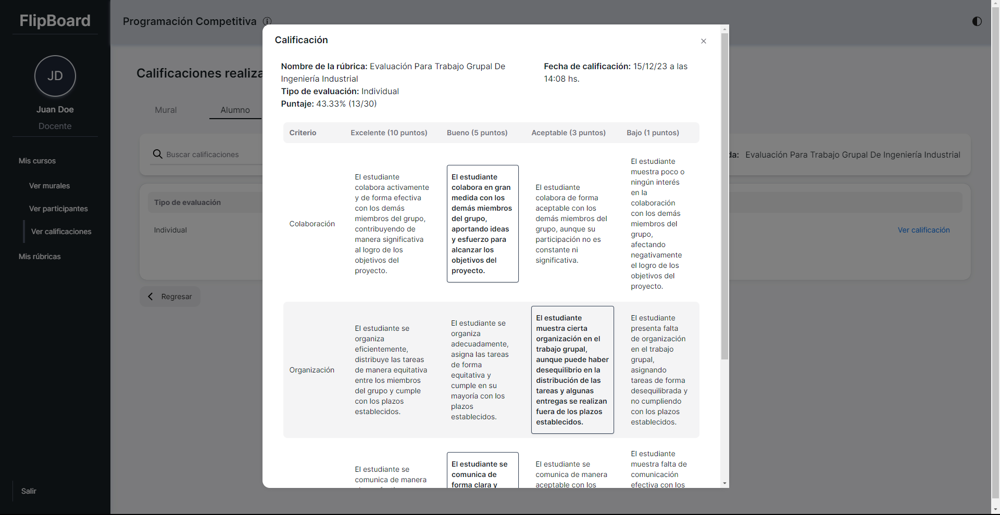 FlipBoard
JD
Juan Doe
Docente
Mis cursos
Ver murales
Ver participantes
Ver calificaciones
Mis rúbricas
Salir
Programación Competitiva
Calificaciones realiza
Mural
Alumno
Buscar calificaciones
da: Evaluación Para Trabajo Grupal De Ingeniería Industrial
Tipo de evaluación
Individual
Ver calificación
Regresar
Calificación
Nombre de la rúbrica: Evaluación Para Trabajo Grupal De
Ingeniería Industrial
Tipo de evaluación: Individual
Puntaje: 43.33% (13/30)
Fecha de calificación: 15/12/23 a las
14:08 hs.
Criterio
Excelente (10 puntos)
Bueno (5 puntos)
Aceptable (3 puntos)
Bajo (1 puntos)
Colaboración
El estudiante
colabora activamente
y de forma efectiva
con los demás
miembros del grupo,
contribuyendo de
manera significativa
al logro de los
objetivos del
proyecto.
El estudiante
colabora en gran
medida con los
demás miembros
del grupo,
aportando ideas
y esfuerzo para
alcanzar los
objetivos del
proyecto.
El estudiante
colabora de forma
aceptable con los
demás miembros del
grupo, aunque su
participación no es
constante ni
significativa.
El estudiante
muestra poco o
ningún interés
en la
colaboración
con los demás
miembros del
grupo,
afectando
negativamente
el logro de los
objetivos del
proyecto.
Organización
El estudiante se
organiza
eficientemente,
distribuye las tareas
de manera equitativa
entre los miembros
del grupo y cumple
con los plazos
establecidos.
El estudiante se
organiza
adecuadamente,
asigna las tareas
de forma
equitativa y
cumple en su
mayoría con los
plazos
establecidos.
El estudiante
muestra cierta
organización en el
trabajo grupal,
aunque puede haber
desequilibrio en la
distribución de las
tareas y algunas
entregas se realizan
fuera de los plazos
establecidos.
El estudiante
presenta falta
de organización
en el trabajo
grupal,
asignando
tareas de forma
desequilibrada y
no cumpliendo
con los plazos
establecidos.
El estudiante se
comunica de manera
El estudiante se
comunica de
forma clara y
El estudiante se
comunica de manera
aceptable con los
El estudiante
muestra falta de
comunicación
efectiva con los